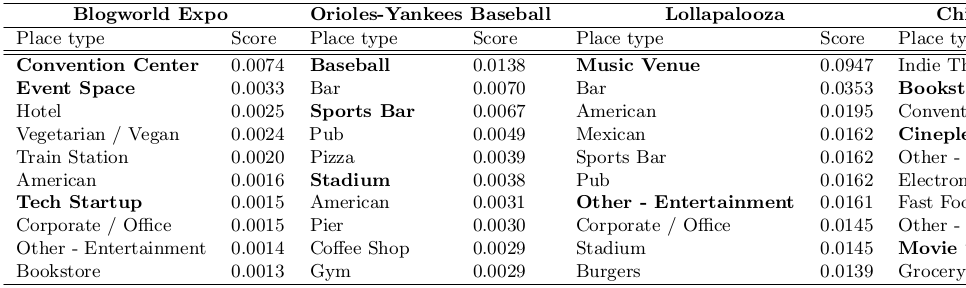 Blogworld Expo Orioles-Yankees Baseball Lollapalooza
Place type Score Place type Score Place type Score Place
Convention Center 0.0074 Baseball 0.0138 Music Venue 0.0947 Indie
Event Space 0.0033 Bar 0.0070 Bar 0.0353
Hotel 0.0025 Sports Bar 0.0067 American 0.0195
Vegetarian / Vegan 0.0024 Pub 0.0049 Mexican 0.0162
Train Station 0.0020 Pizza 0.0039 Sports Bar 0.0162 Other -
American 0.0016 Stadium 0.0038 Pub 0.0162
Tech Startup 0.0015 American 0.0031 Other - Entertainment 0.0161 Fast
Corporate / Office 0.0015 Pier 0.0030 Corporate / Office 0.0145 Other -
Other - Entertainment 0.0014 Coffee Shop 0.0029 Stadium 0.0145 Movie
Bookstore 0.0013 Gym 0.0029 Burgers 0.0139 Grocery